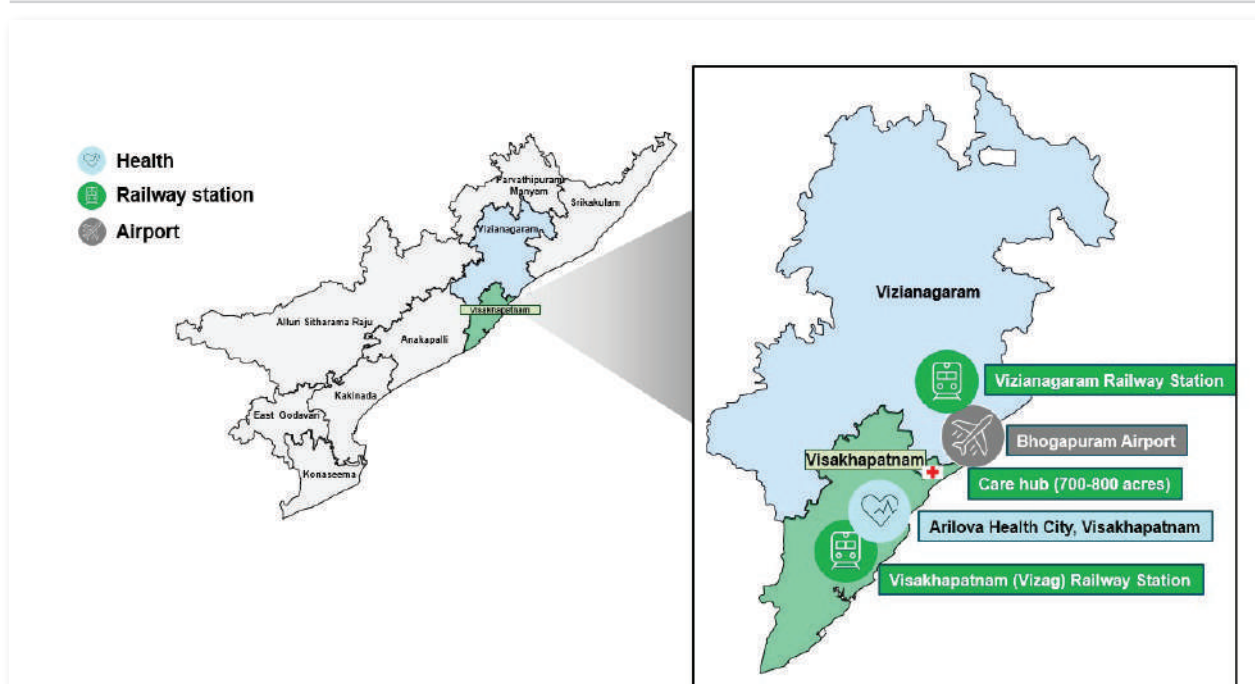 Health
Railway station
Airport
Parvathipuram
Manyam
Srikakulam
Vizianagaram
Visakhapatnam
Alluri Sitharama Raju
Anakapalli
Kakinada
East Godavari
Konaseema
Vizianagaram
Vizianagaram Railway Station
Bhogapuram Airport
Visakhapatnam
Care hub (700-800 acres)
Arilova Health City, Visakhapatnam
Visakhapatnam (Vizag) Railway Station